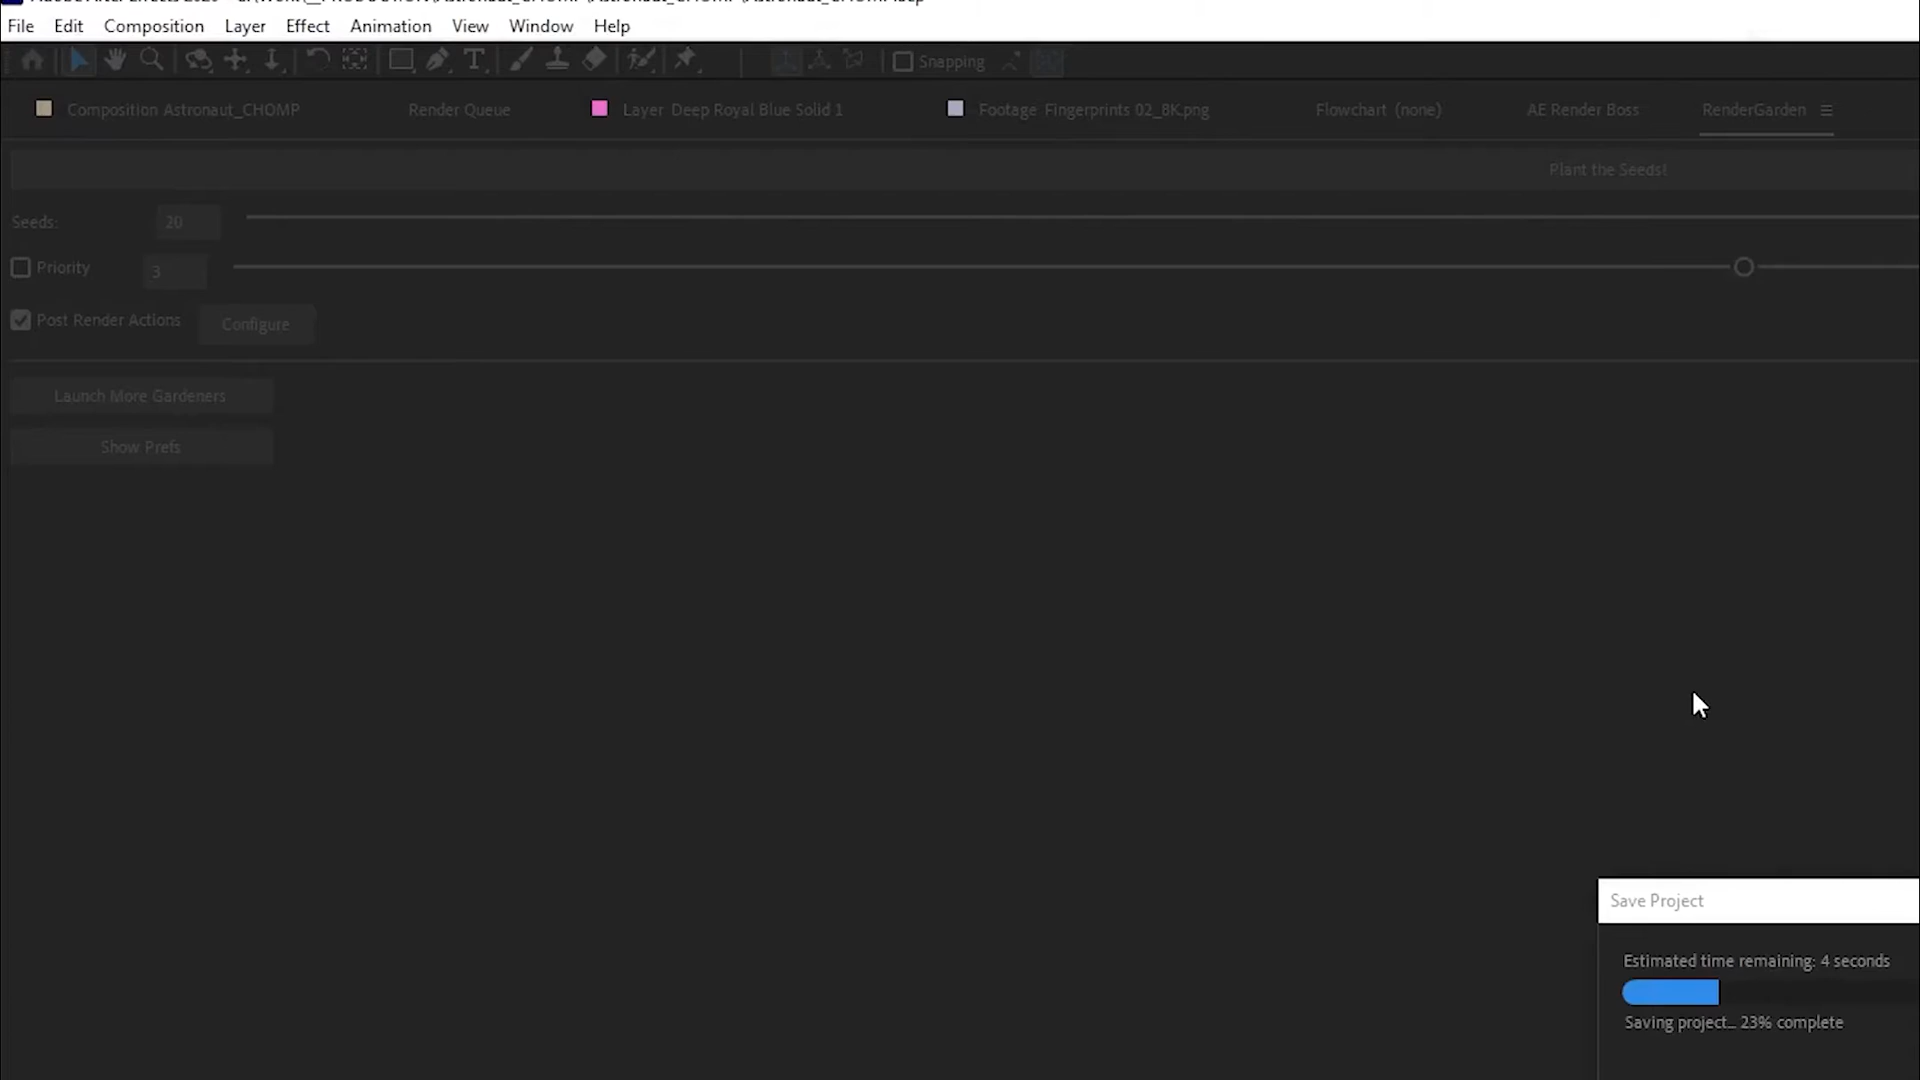 File Edit Composition Layer Effect Animation View Window Help
Snapping
Composition Astronaut_CHOMP Render Queue Layer Deep Royal Blue Solid 1 Footage Fingerprints 02_8K.png Flowchart (none) AE Render Boss RenderGarden
Plant the Seeds!
Seeds: 20
Priority 3
Post Render Actions Configure
Launch More Gardeners
Show Prefs
Save Project
Estimated time remaining: 4 seconds
Saving project... 23% complete